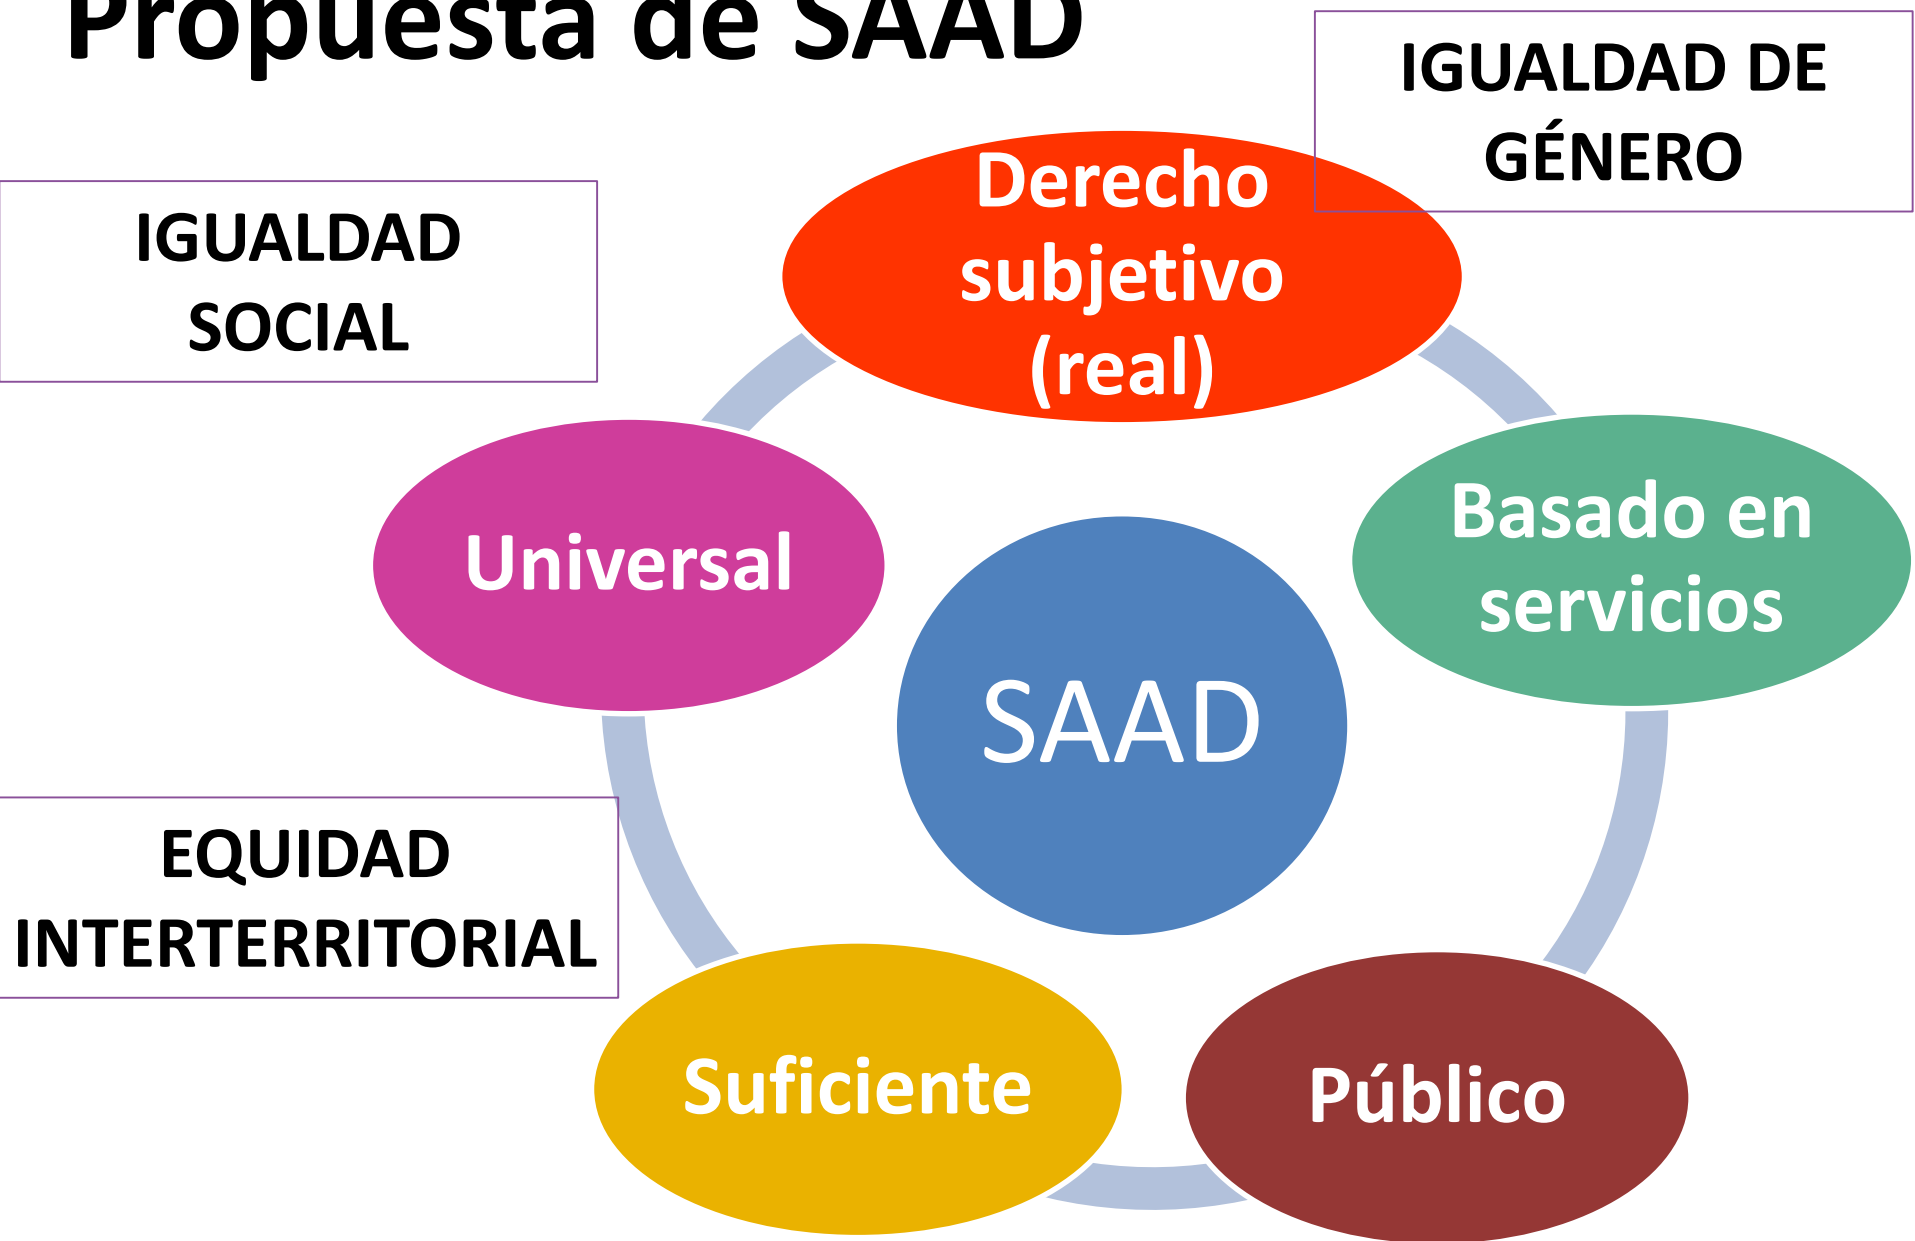 Propuesta de SAAD
IGUALDAD DE
GÉNERO
IGUALDAD
SOCIAL
Derecho
subjetivo
(real)
Universal
Basado en
servicios
SAAD
EQUIDAD
INTERTERRITORIAL
Suficiente
Público